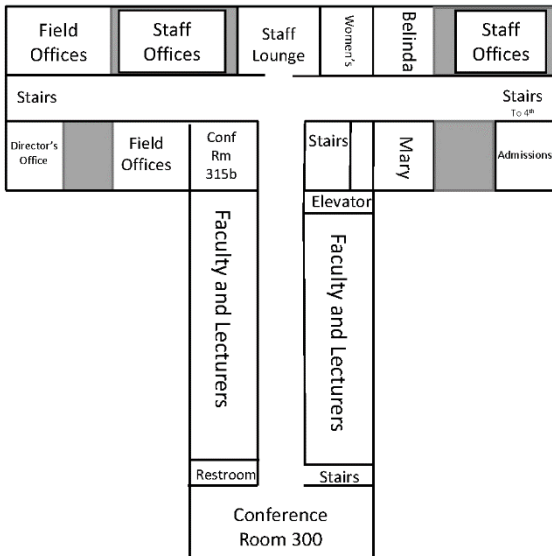 Field
Offices
Staff
Offices
Staff
Lounge
Women's
Belinda
Staff
Offices
Stairs
Stairs
To 4th
Director's
Office
Field
Offices
Conf
Rm
315b
Stairs
Mary
Admissions
Elevator
Faculty and Lecturers
Faculty and Lecturers
Restroom
Stairs
Conference
Room 300